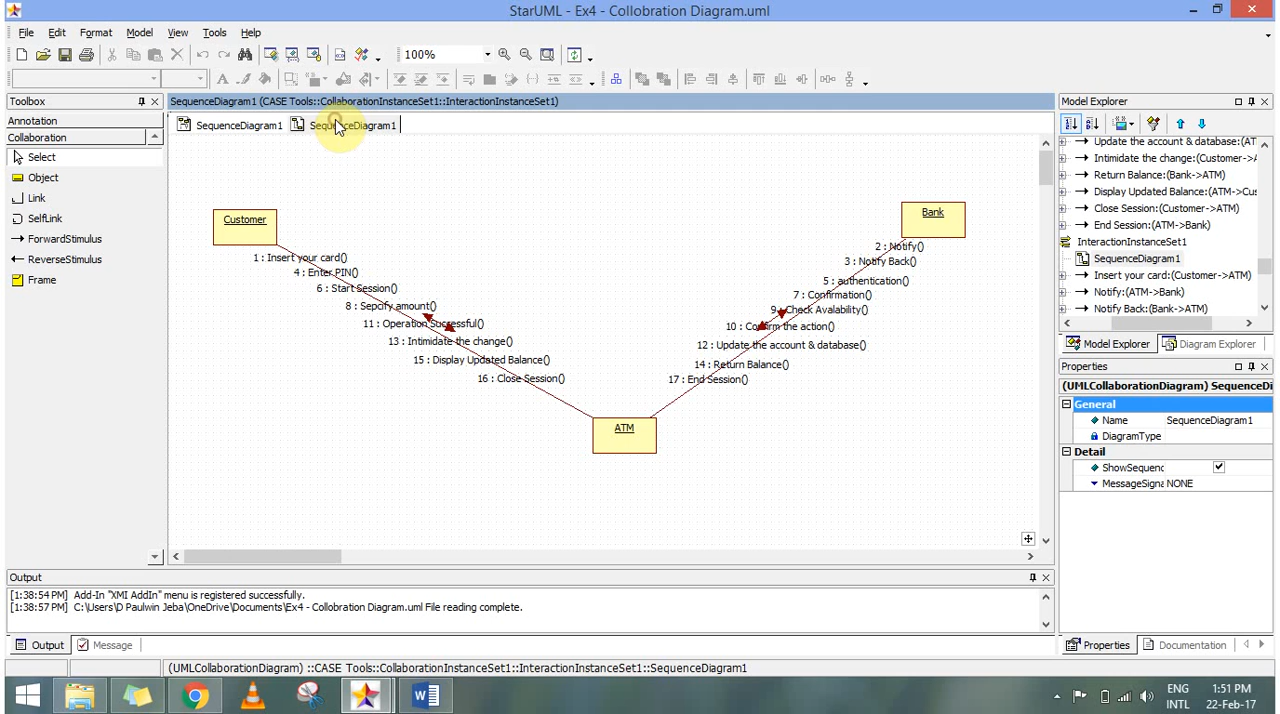 StarUML - Ex4 - Collobration Diagram.uml
File Edit Format Model View Tools Help
100%
Toolbox
Annotation
Collaboration
Select
Object
Link
SelfLink
ForwardStimulus
ReverseStimulus
Frame
SequenceDiagram1 (CASE Tools::CollaborationInstanceSet1::InteractionInstanceSet1)
SequenceDiagram1 SequenceDiagram1
Customer
Bank
ATM
1 : Insert your card()
4 : Enter PIN()
6 : Start Session()
8 : Sepcify amount()
11 : Operation Successful()
13 : Intimidate the change()
15 : Display Updated Balance()
16 : Close Session()
2 : Notify()
3 : Notify Back()
5 : authentication()
7 : Confirmation()
9 : Check Avalability()
10 : Confirm the action()
12 : Update the account & database()
14 : Return Balance()
17 : End Session()
Model Explorer
Update the account & database:(AT
Intimidate the change:(Customer->A
Return Balance:(Bank->ATM)
Display Updated Balance:(ATM->Cus
Close Session:(Customer->ATM)
End Session:(ATM->Bank)
InteractionInstanceSet1
SequenceDiagram1
Insert your card:(Customer->ATM)
Notify:(ATM->Bank)
Notify Back:(Bank->ATM)
Model Explorer Diagram Explorer
Properties
(UMLCollaborationDiagram) SequenceDi
General
Name SequenceDiagram1
DiagramType
Detail
ShowSequenc
MessageSigna NONE
Properties Documentation
Output
[1:38:54 PM] Add-In "XMI AddIn" menu is registered successfully.
[1:38:57 PM] C:\Users\D Paulwin Jeba\OneDrive\Documents\Ex4 - Collobration Diagram.uml File reading complete.
Output Message
(UMLCollaborationDiagram) ::CASE Tools::CollaborationInstanceSet1::InteractionInstanceSet1::SequenceDiagram1
ENG 1:51 PM
INTL 22-Feb-17